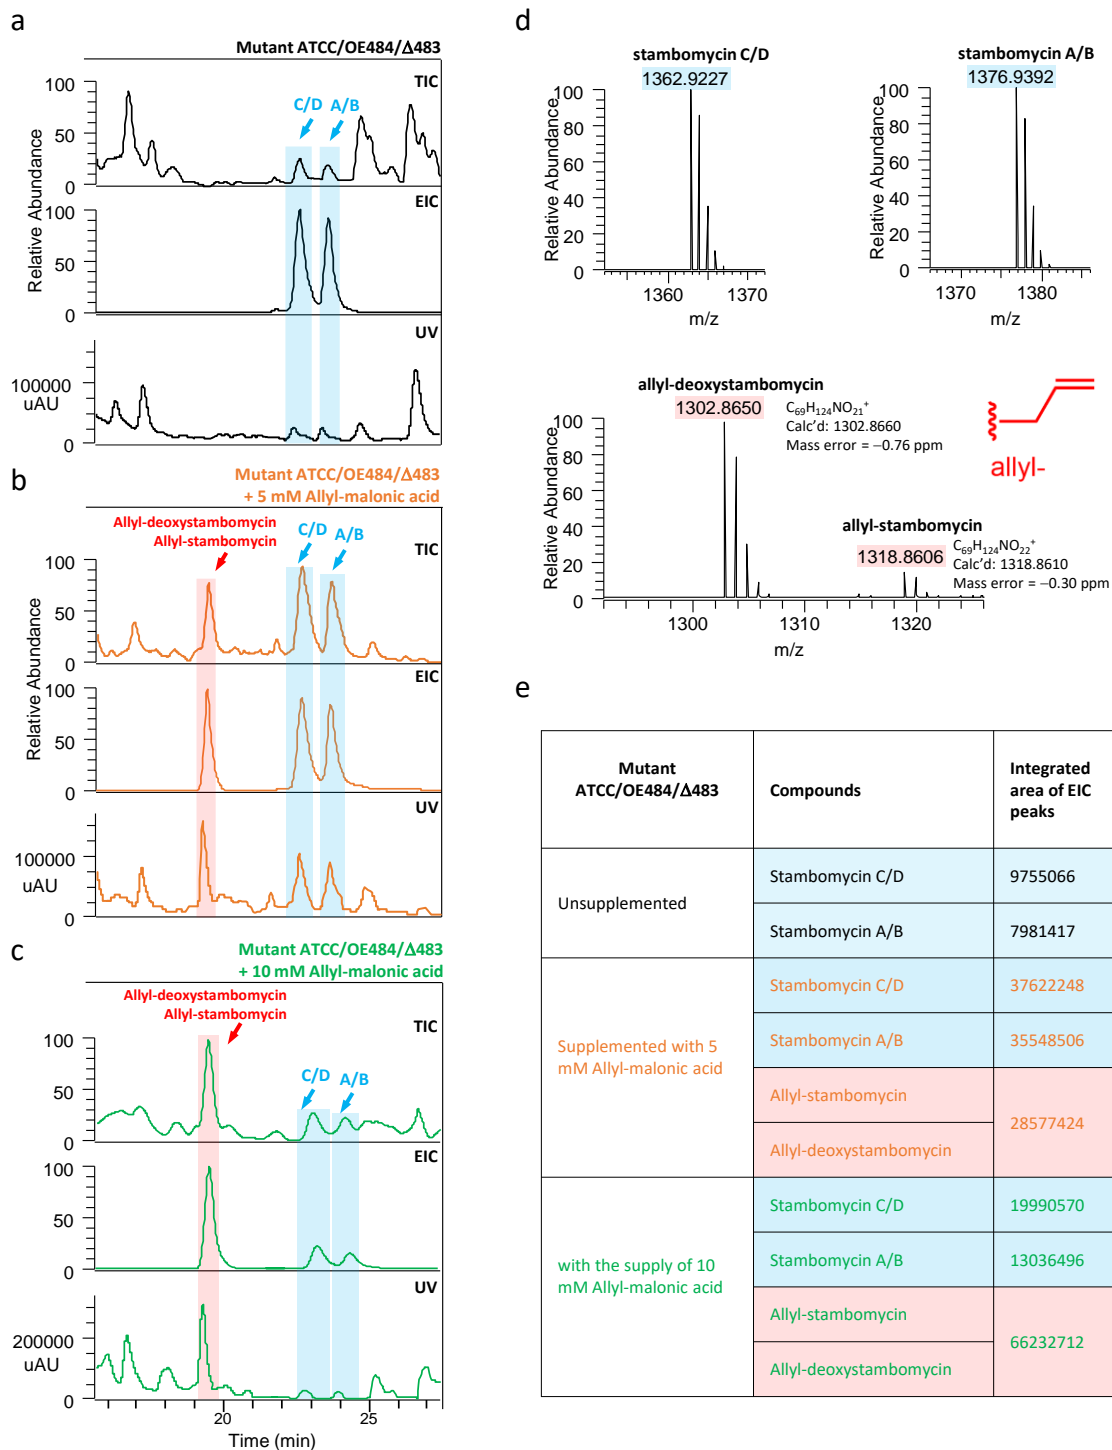 a
Mutant ATCC/OE484/Δ483
TIC
100
50
0
C/D
A/B
EIC
100
50
0
Relative Abundance
UV
100000
uAU
0
b
Mutant ATCC/OE484/Δ483
+ 5 mM Allyl-malonic acid
Allyl-deoxystambomycin
Allyl-stambomycin
C/D
A/B
TIC
100
50
0
EIC
100
50
0
Relative Abundance
UV
100000
uAU
0
c
Mutant ATCC/OE484/Δ483
+ 10 mM Allyl-malonic acid
Allyl-deoxystambomycin
Allyl-stambomycin
TIC
100
50
0
C/D
A/B
EIC
100
50
0
UV
200000
uAU
0
20
25
Time (min)
d
stambomycin C/D
1362.9227
100
80
60
40
20
0
Relative Abundance
1360
1370
m/z
stambomycin A/B
1376.9392
100
80
60
40
20
0
Relative Abundance
1370
1380
m/z
allyl-deoxystambomycin
1302.8650
C69H124NO21+
Calc'd: 1302.8660
Mass error = −0.76 ppm
allyl-
allyl-stambomycin
1318.8606
C69H124NO22+
Calc'd: 1318.8610
Mass error = −0.30 ppm
100
80
60
40
20
0
Relative Abundance
1300
1310
1320
m/z
e
Mutant
ATCC/OE484/Δ483
Compounds
Integrated
area of EIC
peaks
Unsupplemented
Stambomycin C/D
9755066
Stambomycin A/B
7981417
Supplemented with 5
mM Allyl-malonic acid
Stambomycin C/D
37622248
Stambomycin A/B
35548506
Allyl-stambomycin
28577424
Allyl-deoxystambomycin
with the supply of 10
mM Allyl-malonic acid
Stambomycin C/D
19990570
Stambomycin A/B
13036496
Allyl-stambomycin
66232712
Allyl-deoxystambomycin